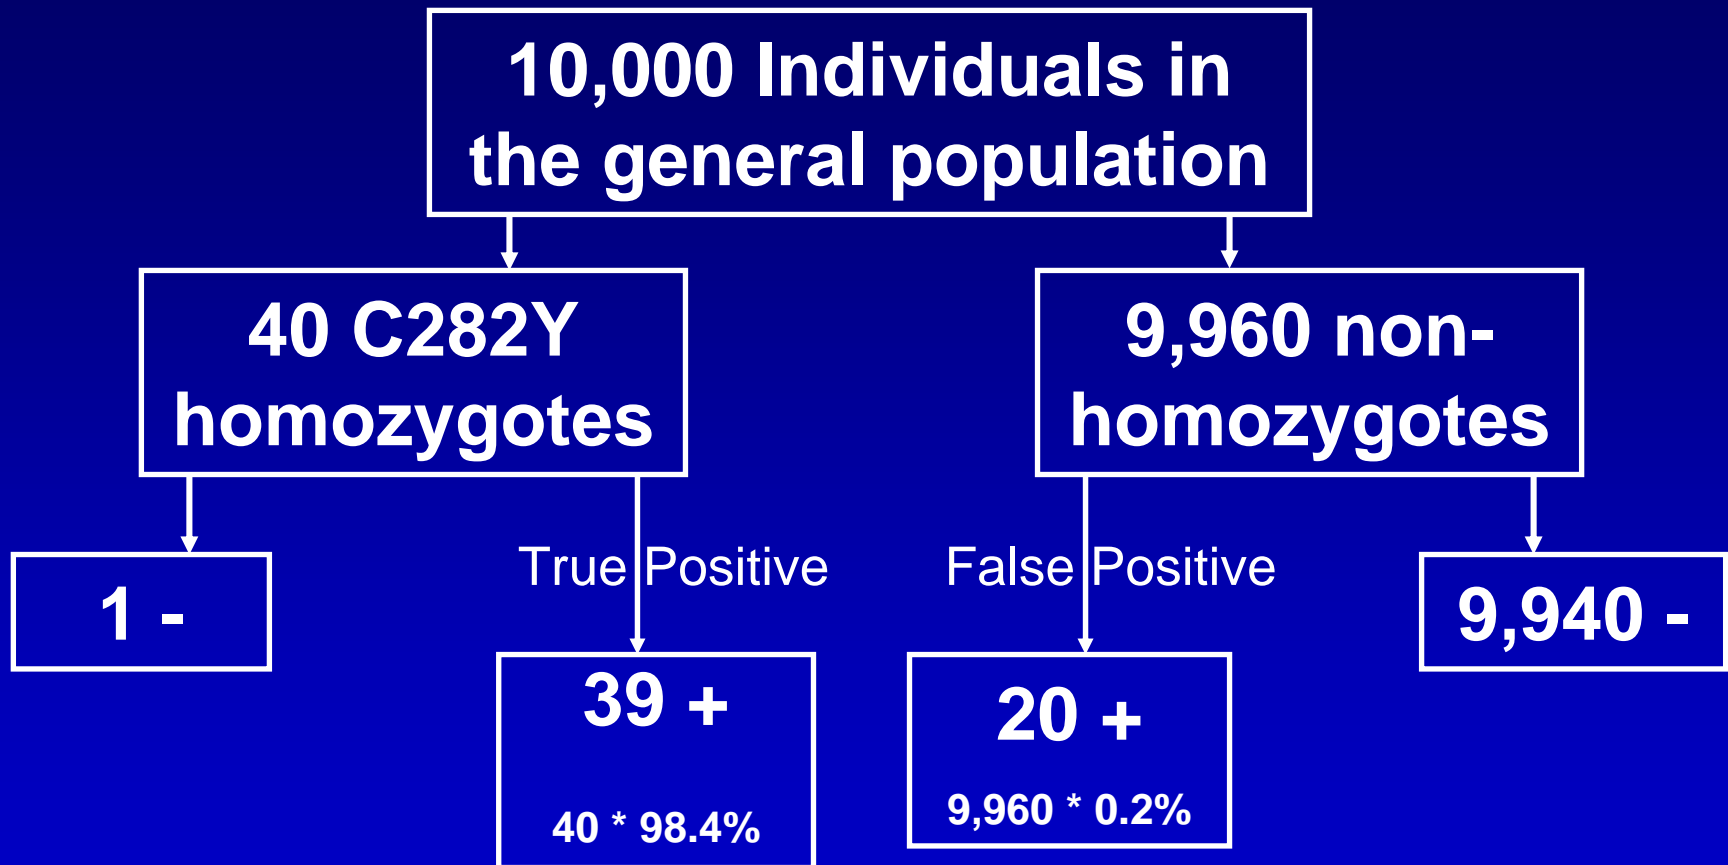 10,000 Individuals in
the general population
40 C282Y
homozygotes
9,960 non-
homozygotes
1 -
True Positive
39 +
40 * 98.4%
False Positive
20 +
9,960 * 0.2%
9,940 -